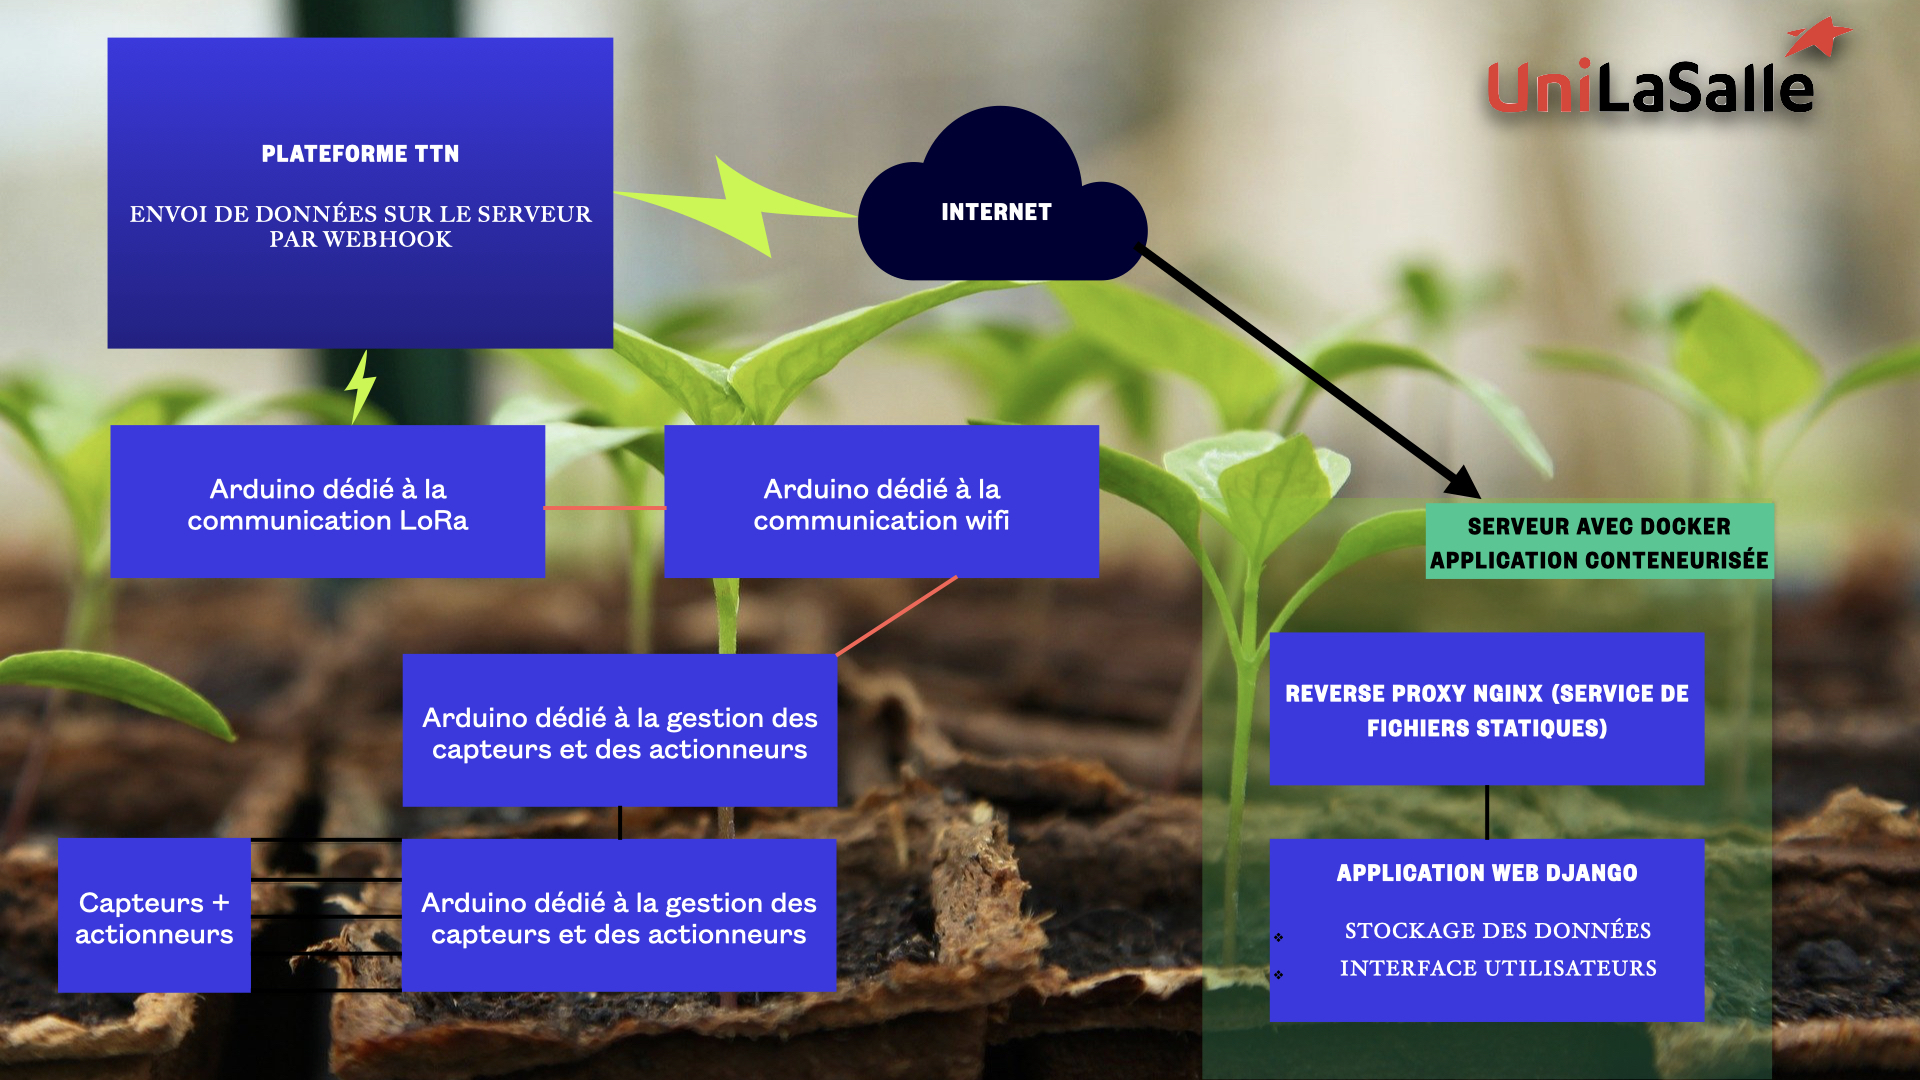 UniLaSalle
PLATEFORME TTN
ENVOI DE DONNÉES SUR LE SERVEUR
PAR WEBHOOK
INTERNET
Arduino dédié à la
communication LoRa
Arduino dédié à la
communication wifi
SERVEUR AVEC DOCKER
APPLICATION CONTENEURISÉE
Arduino dédié à la gestion des
capteurs et des actionneurs
REVERSE PROXY NGINX (SERVICE DE
FICHIERS STATIQUES)
Capteurs +
actionneurs
Arduino dédié à la gestion des
capteurs et des actionneurs
APPLICATION WEB DJANGO
❖ STOCKAGE DES DONNÉES
❖ INTERFACE UTILISATEURS